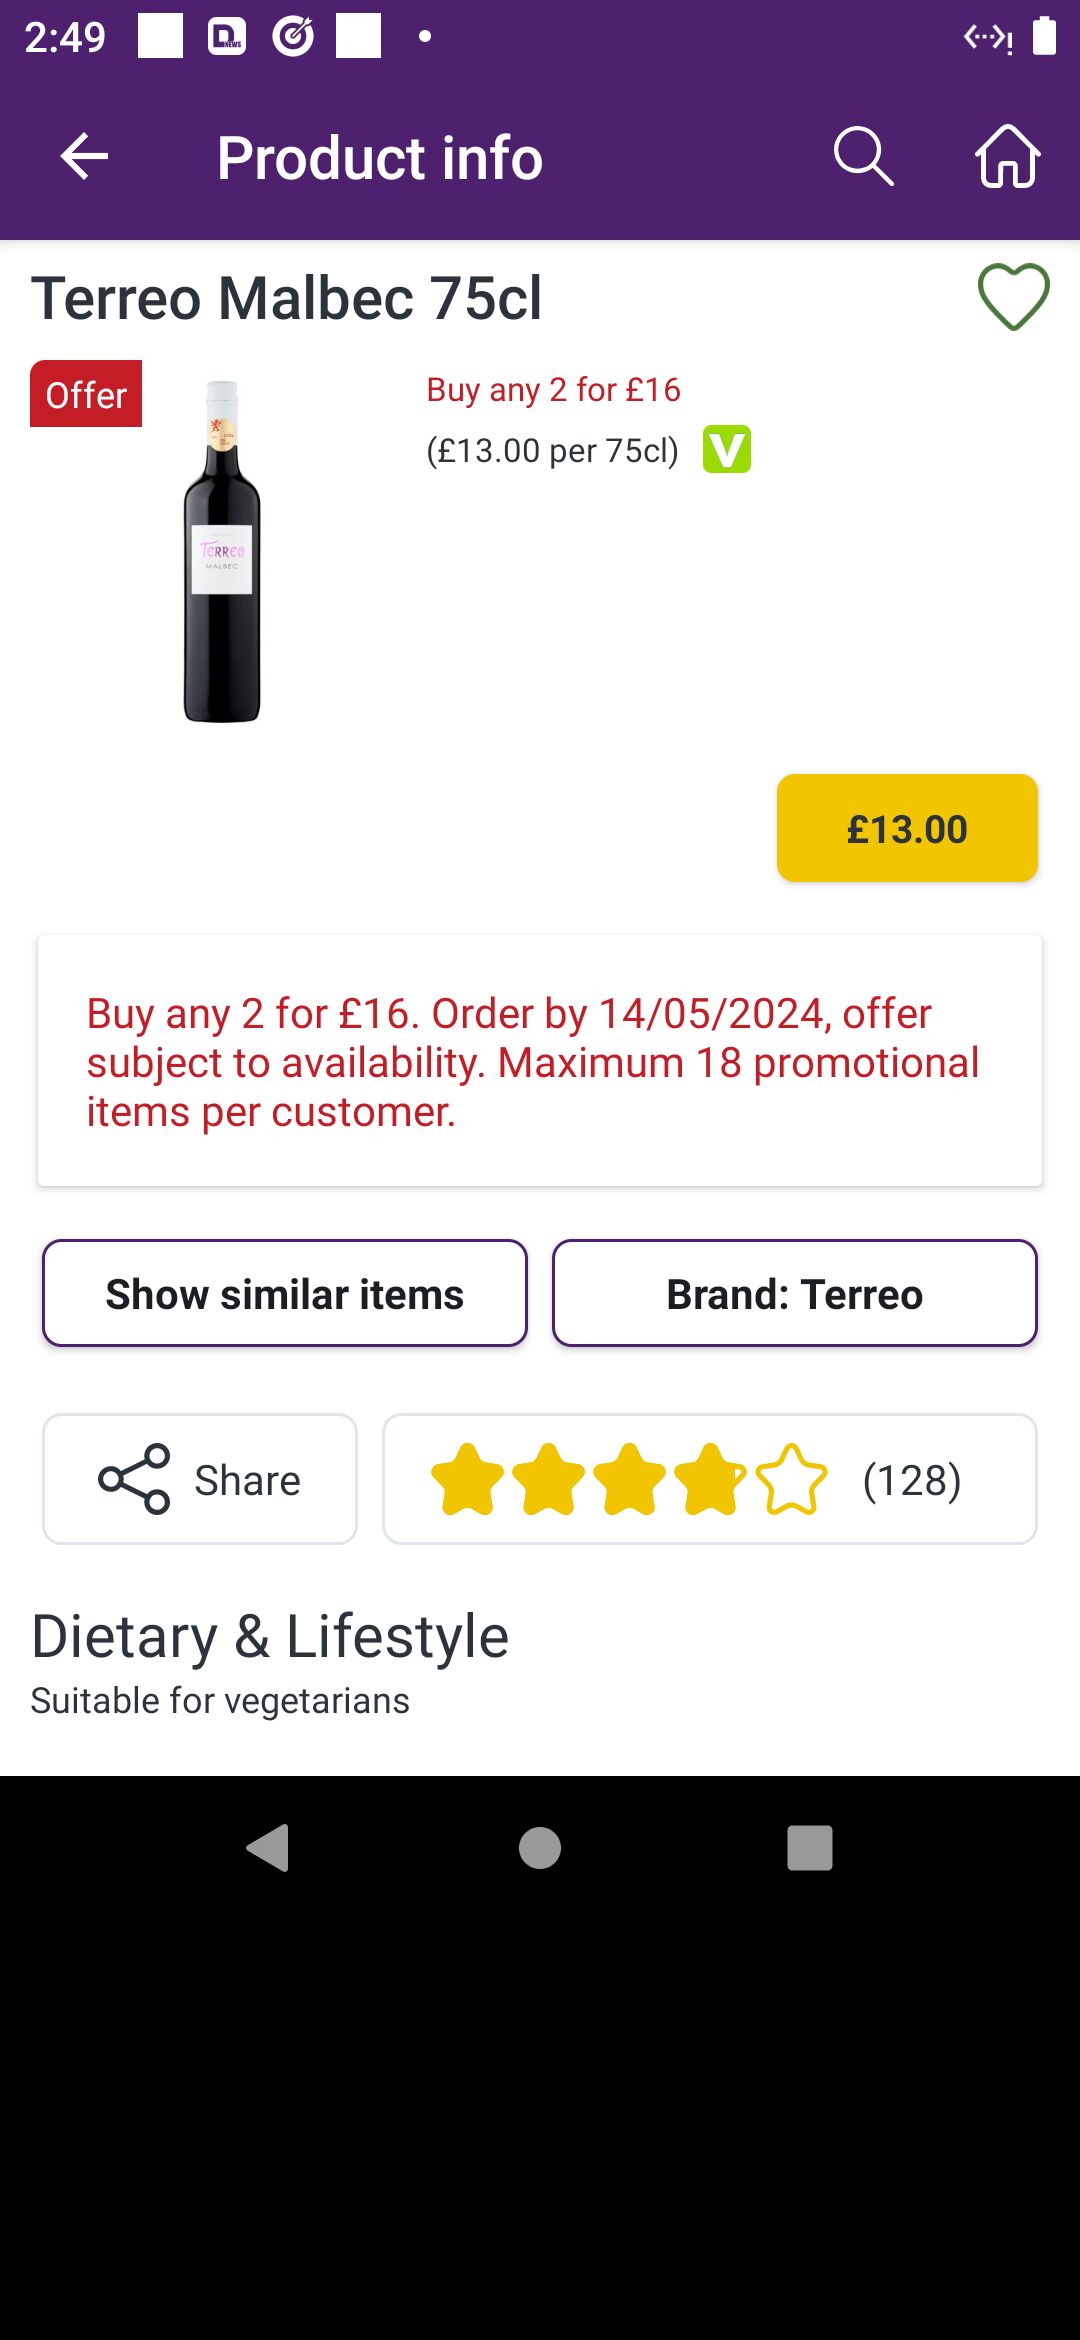 2:49
D NEWS
Product info
Terreo Malbec 75cl
Offer
Buy any 2 for £16
(£13.00 per 75cl) V
Terreo
MALBEC
£13.00
Buy any 2 for £16. Order by 14/05/2024, offer
subject to availability. Maximum 18 promotional
items per customer.
Show similar items
Brand: Terreo
Share
(128)
Dietary & Lifestyle
Suitable for vegetarians